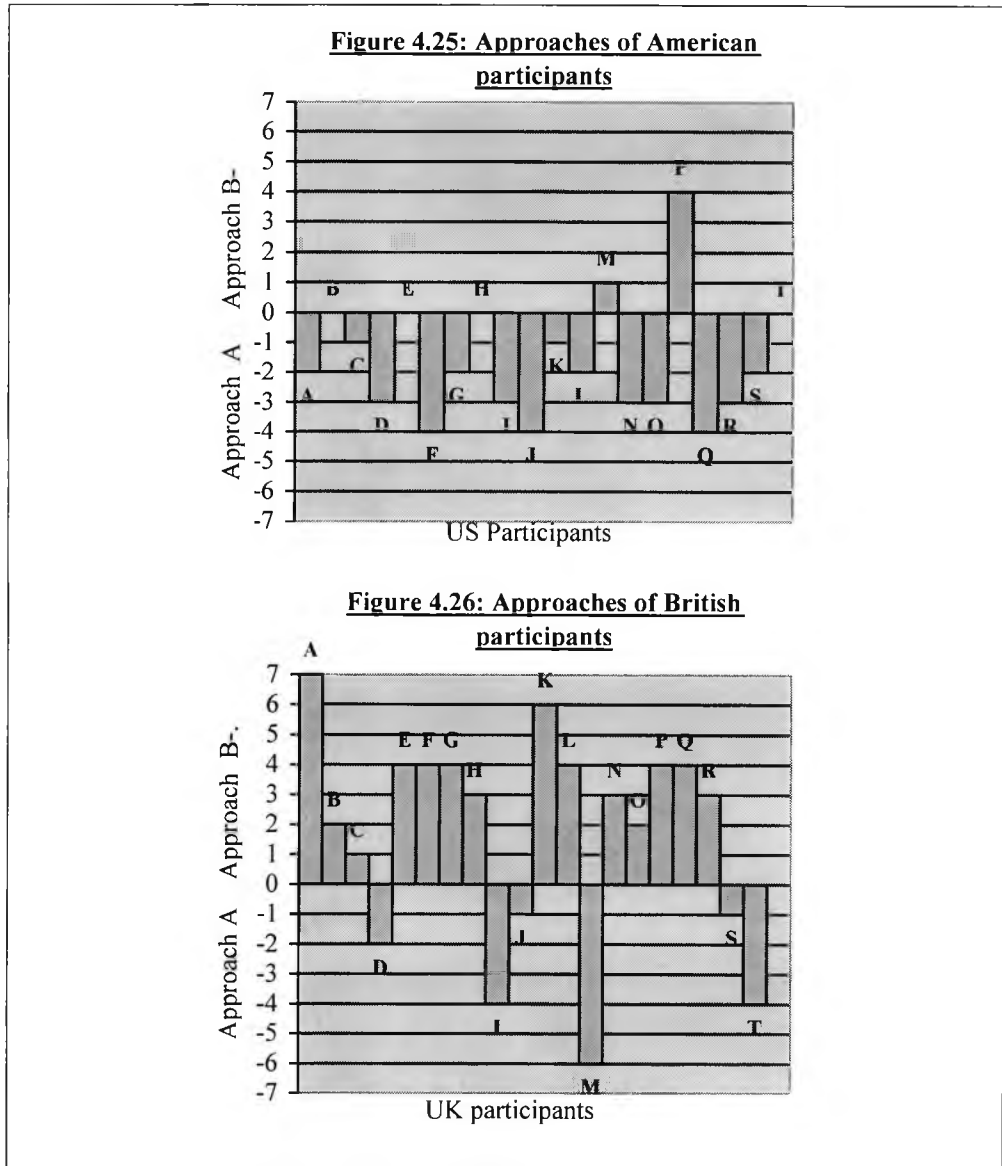 Figure 4.25: Approaches of American
participants
7
6
5
4
3
2
1
0
-1
-2
-3
-4
-5
-6
-7
Approach A Approach B-
A
B
C
D
E
F
G
H
I
J
K
L
M
N
O
P
Q
R
S
T
US Participants
Figure 4.26: Approaches of British
participants
7
6
5
4
3
2
1
0
-1
-2
-3
-4
-5
-6
-7
Approach A Approach B-.
A
B
C
D
E
F
G
H
I
J
K
L
M
N
O
P
Q
R
S
T
UK participants